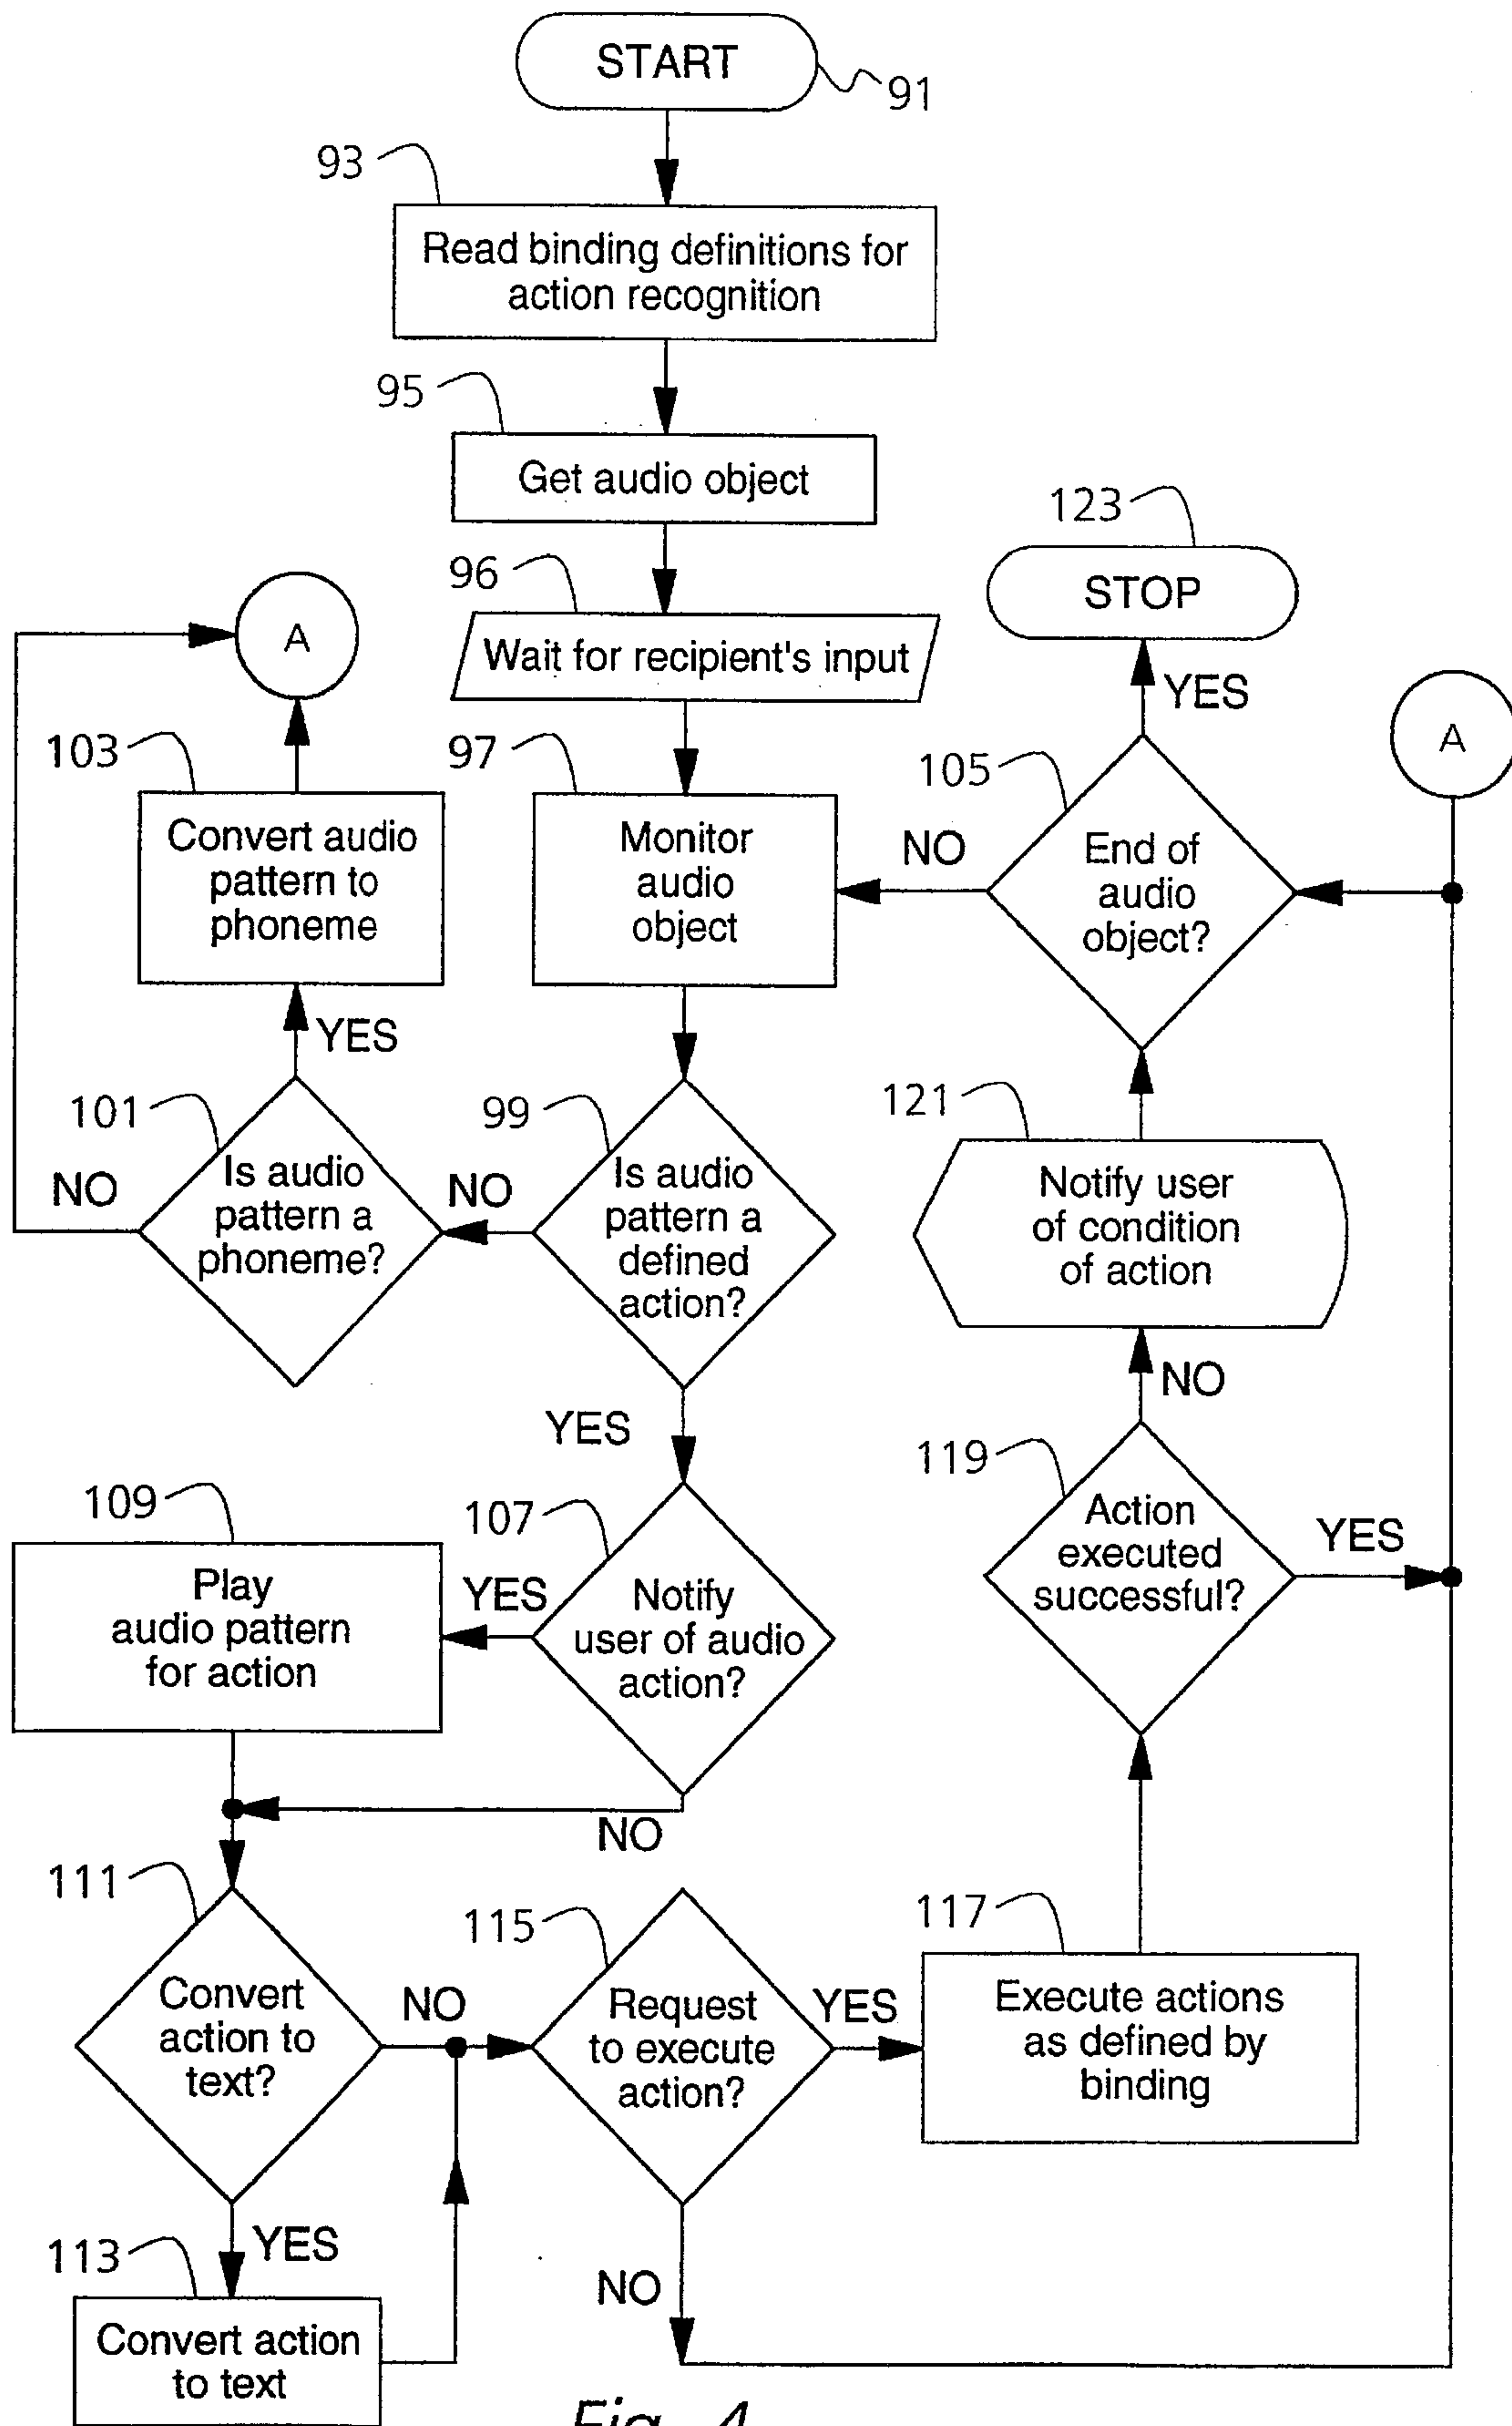 START
91
93
Read binding definitions for
action recognition
95
Get audio object
123
STOP
96
Wait for recipient's input
A
YES
A
103
97
105
Convert audio
pattern to
phoneme
Monitor
audio
object
NO
End of
audio
object?
YES
101
99
121
NO
Is audio
pattern a
phoneme?
NO
Is audio
pattern a
defined
action?
Notify user
of condition
of action
YES
NO
109
107
119
Play
audio pattern
for action
YES
Notify
user of audio
action?
Action
executed
successful?
YES
NO
111
115
117
Convert
action to
text?
NO
Request
to execute
action?
YES
Execute actions
as defined by
binding
YES
113
NO
Convert action
to text
Fig. 4